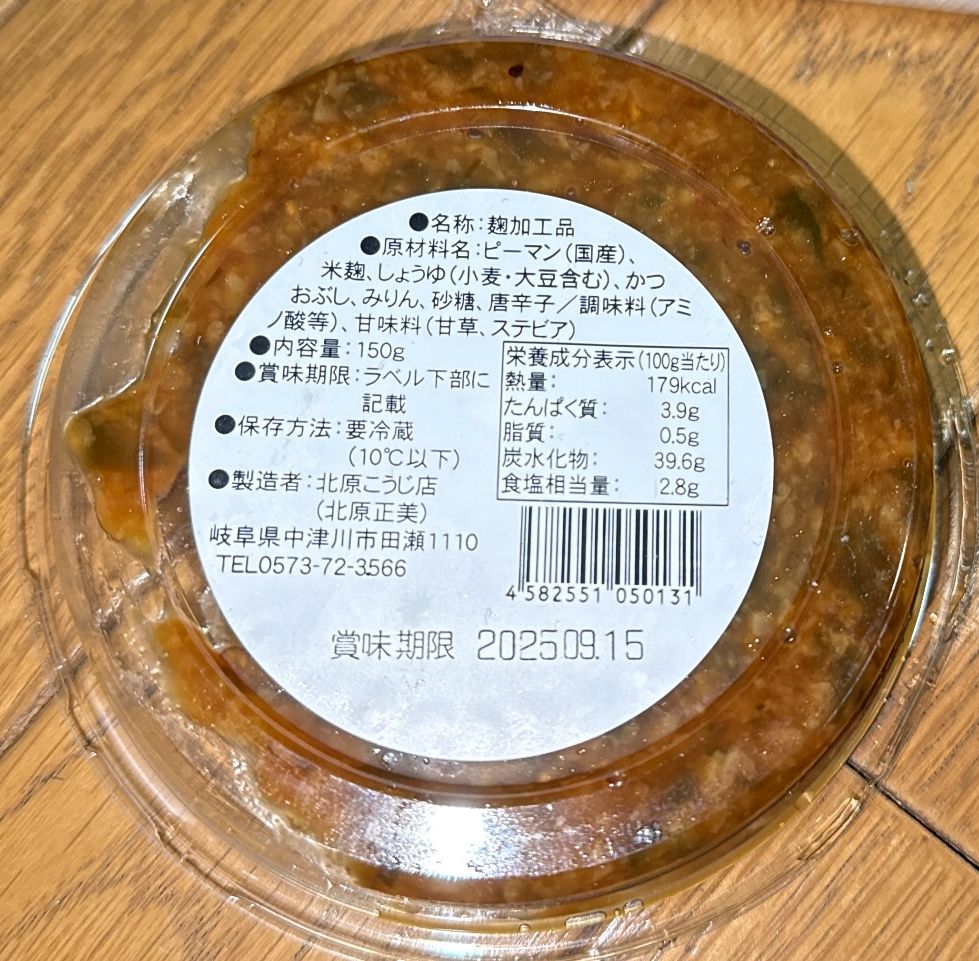 ●名称：麹加工品
●原材料名：ピーマン（国産）、
米麹、しょうゆ（小麦・大豆含む）、かつ
おぶし、みりん、砂糖、唐辛子／調味料（アミ
ノ酸等）、甘味料（甘草、ステビア）
●内容量：150g
●賞味期限：ラベル下部に
記載
●保存方法：要冷蔵
（10℃以下）
●製造者：北原こうじ店
（北原正美）
岐阜県中津川市田瀬1110
TEL0573-72-3566
栄養成分表示（100g当たり）
熱量： 179kcal
たんぱく質： 3.9g
脂質： 0.5g
炭水化物： 39.6g
食塩相当量： 2.8g
4 582551 050131
賞味期限 2025.09.15